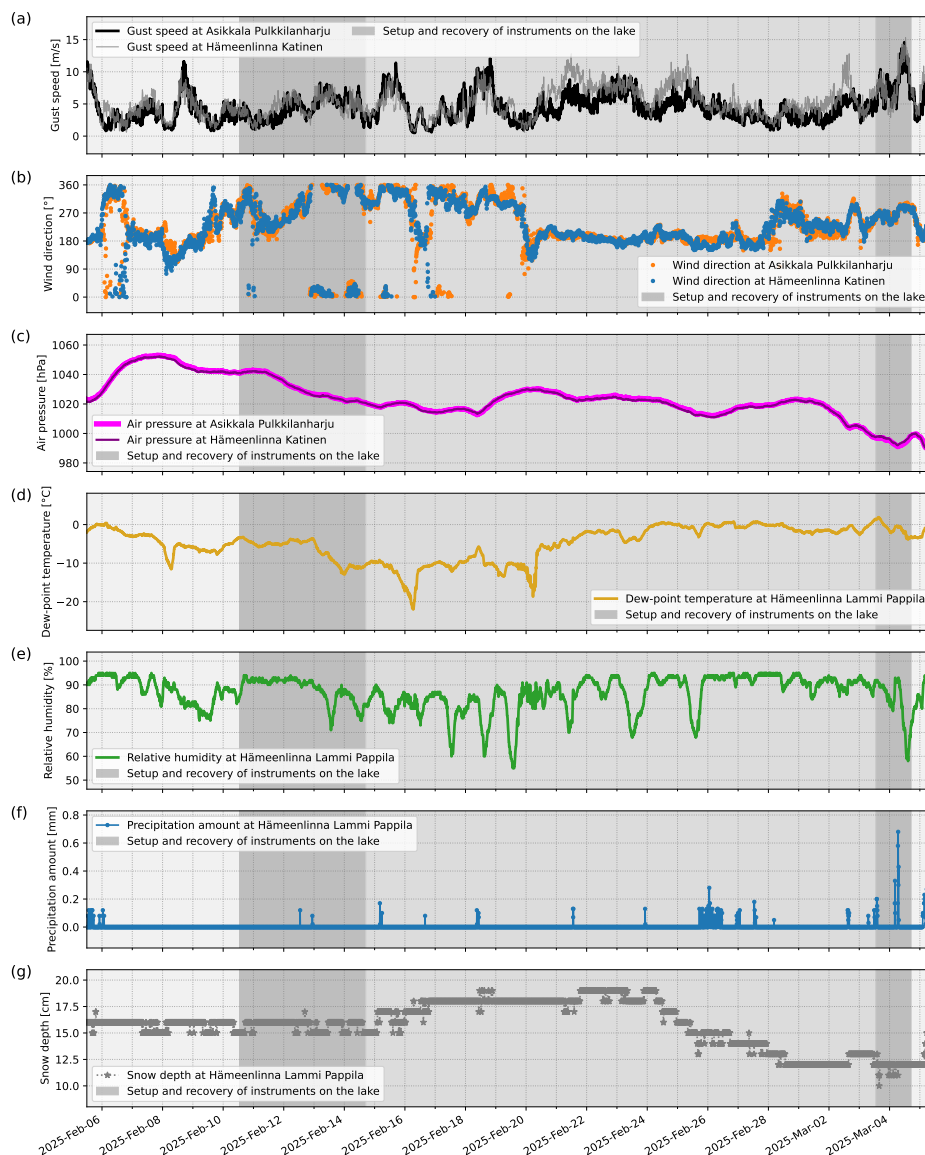 (a)
Gust speed at Asikkala Pulkkilanharju
Gust speed at Hämeenlinna Katinen
Setup and recovery of instruments on the lake
Gust speed [m/s]
15
10
5
0
(b)
Wind direction [°]
360
270
180
90
0
Wind direction at Asikkala Pulkkilanharju
Wind direction at Hämeenlinna Katinen
Setup and recovery of instruments on the lake
(c)
Air pressure [hPa]
1060
1040
1020
1000
980
Air pressure at Asikkala Pulkkilanharju
Air pressure at Hämeenlinna Katinen
Setup and recovery of instruments on the lake
(d)
Dew-point temperature [°C]
0
−10
−20
Dew-point temperature at Hämeenlinna Lammi Pappila
Setup and recovery of instruments on the lake
(e)
Relative humidity [%]
100
90
80
70
60
50
Relative humidity at Hämeenlinna Lammi Pappila
Setup and recovery of instruments on the lake
(f)
Precipitation amount [mm]
0.8
0.6
0.4
0.2
0.0
Precipitation amount at Hämeenlinna Lammi Pappila
Setup and recovery of instruments on the lake
(g)
Snow depth [cm]
20.0
17.5
15.0
12.5
10.0
Snow depth at Hämeenlinna Lammi Pappila
Setup and recovery of instruments on the lake
2025-Feb-06
2025-Feb-08
2025-Feb-10
2025-Feb-12
2025-Feb-14
2025-Feb-16
2025-Feb-18
2025-Feb-20
2025-Feb-22
2025-Feb-24
2025-Feb-26
2025-Feb-28
2025-Mar-02
2025-Mar-04